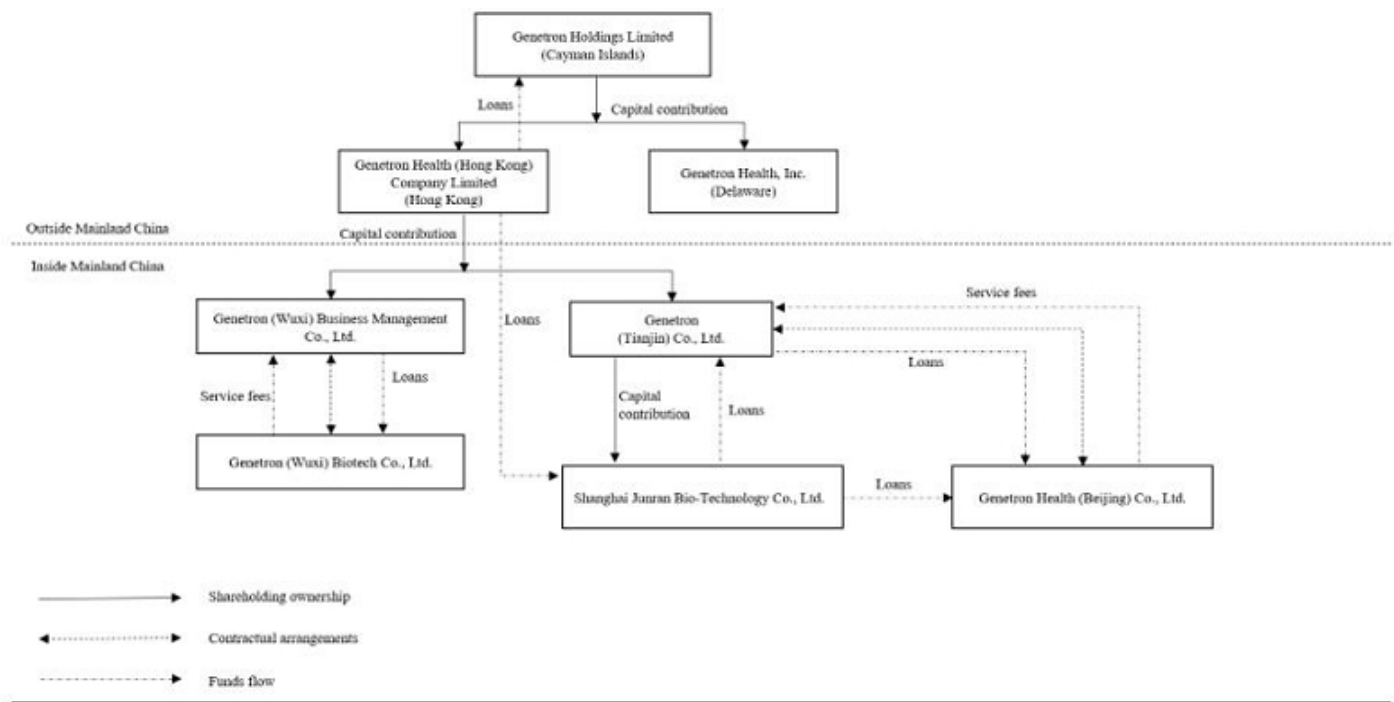 Genetron Holdings Limited
(Cayman Islands)
Loans
Capital contribution
Genetron Health (Hong Kong)
Company Limited
(Hong Kong)
Genetron Health, Inc.
(Delaware)
Outside Mainland China
Capital contribution
Inside Mainland China
Genetron (Wuxi) Business Management
Co., Ltd.
Loans
Genetron
(Tianjin) Co., Ltd.
Service fees
Loans
Service fees
Loans
Capital
contribution
Loans
Genetron (Wuxi) Biotech Co., Ltd.
Shanghai Junran Bio-Technology Co., Ltd.
Loans
Genetron Health (Beijing) Co., Ltd.
Shareholding ownership
Contractual arrangements
Funds flow